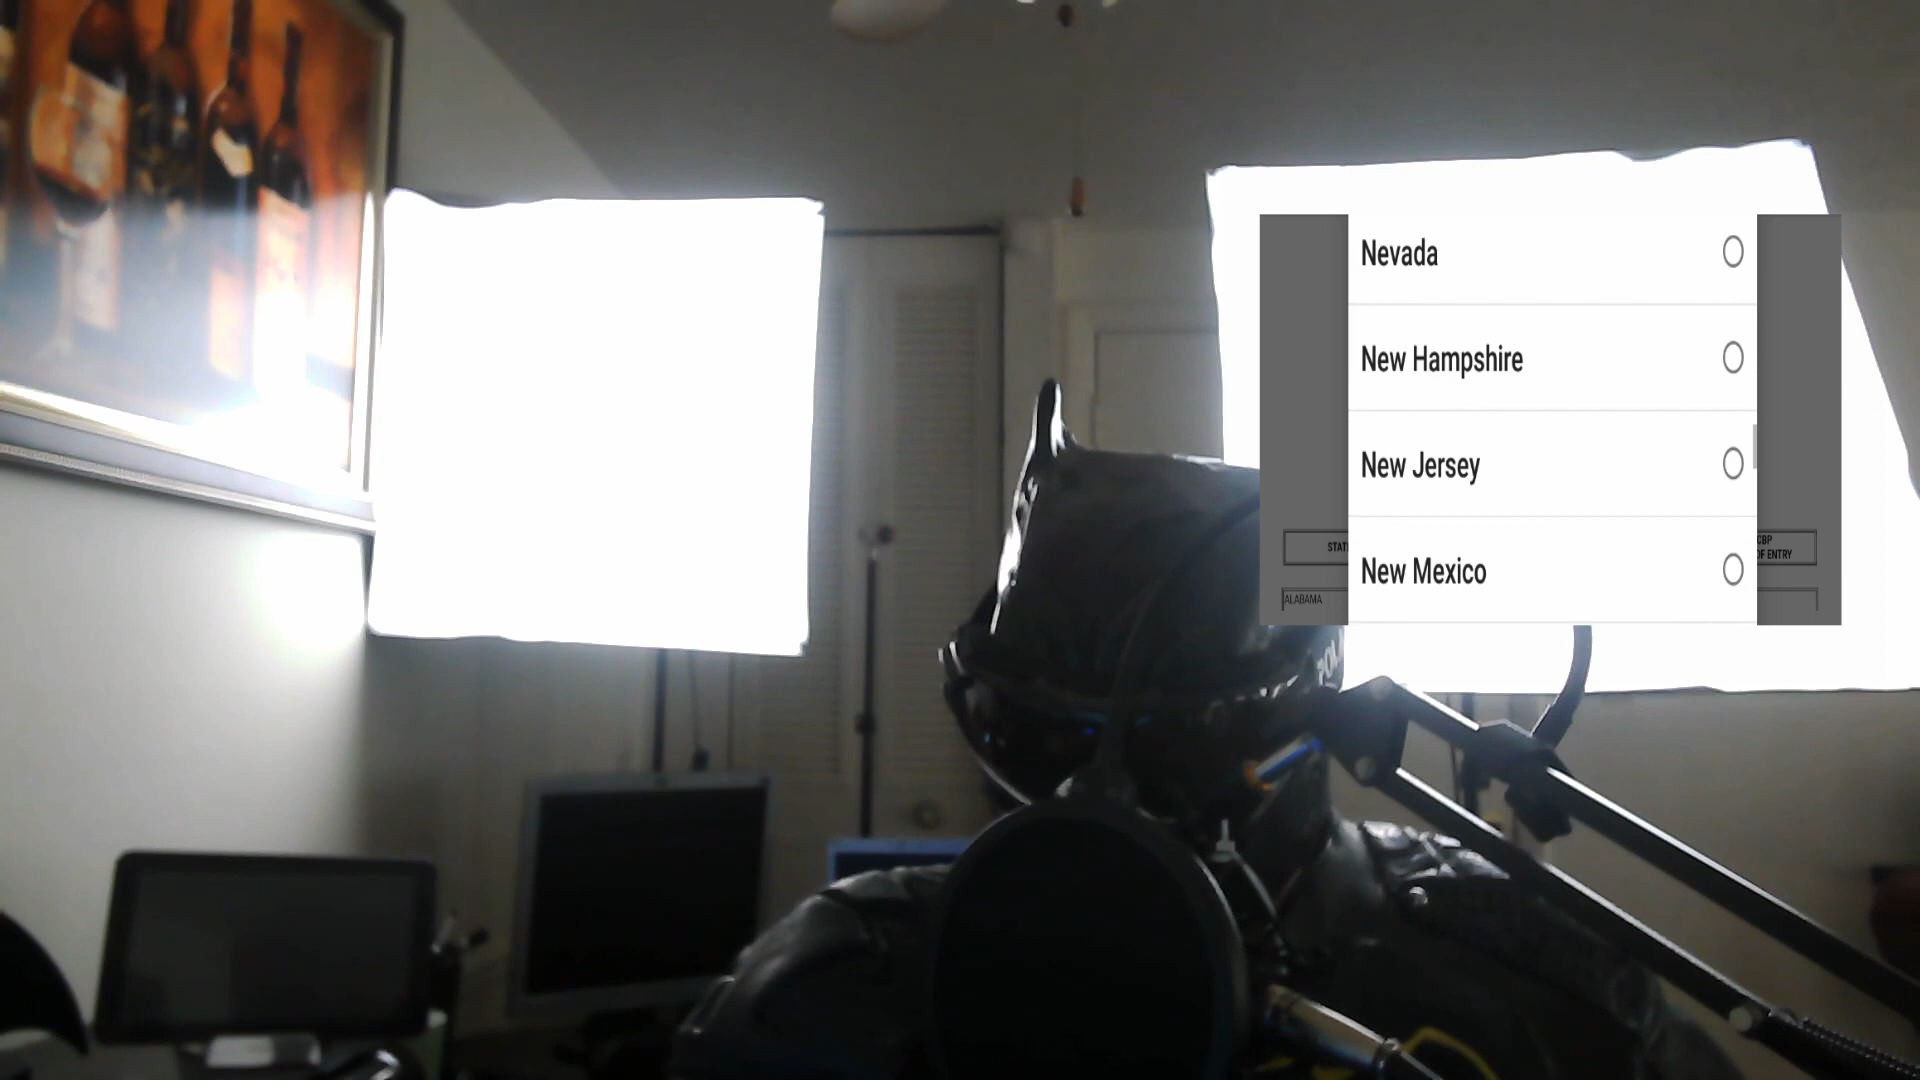 Nevada
New Hampshire
New Jersey
New Mexico
CBP
OF ENTRY
ALABAMA